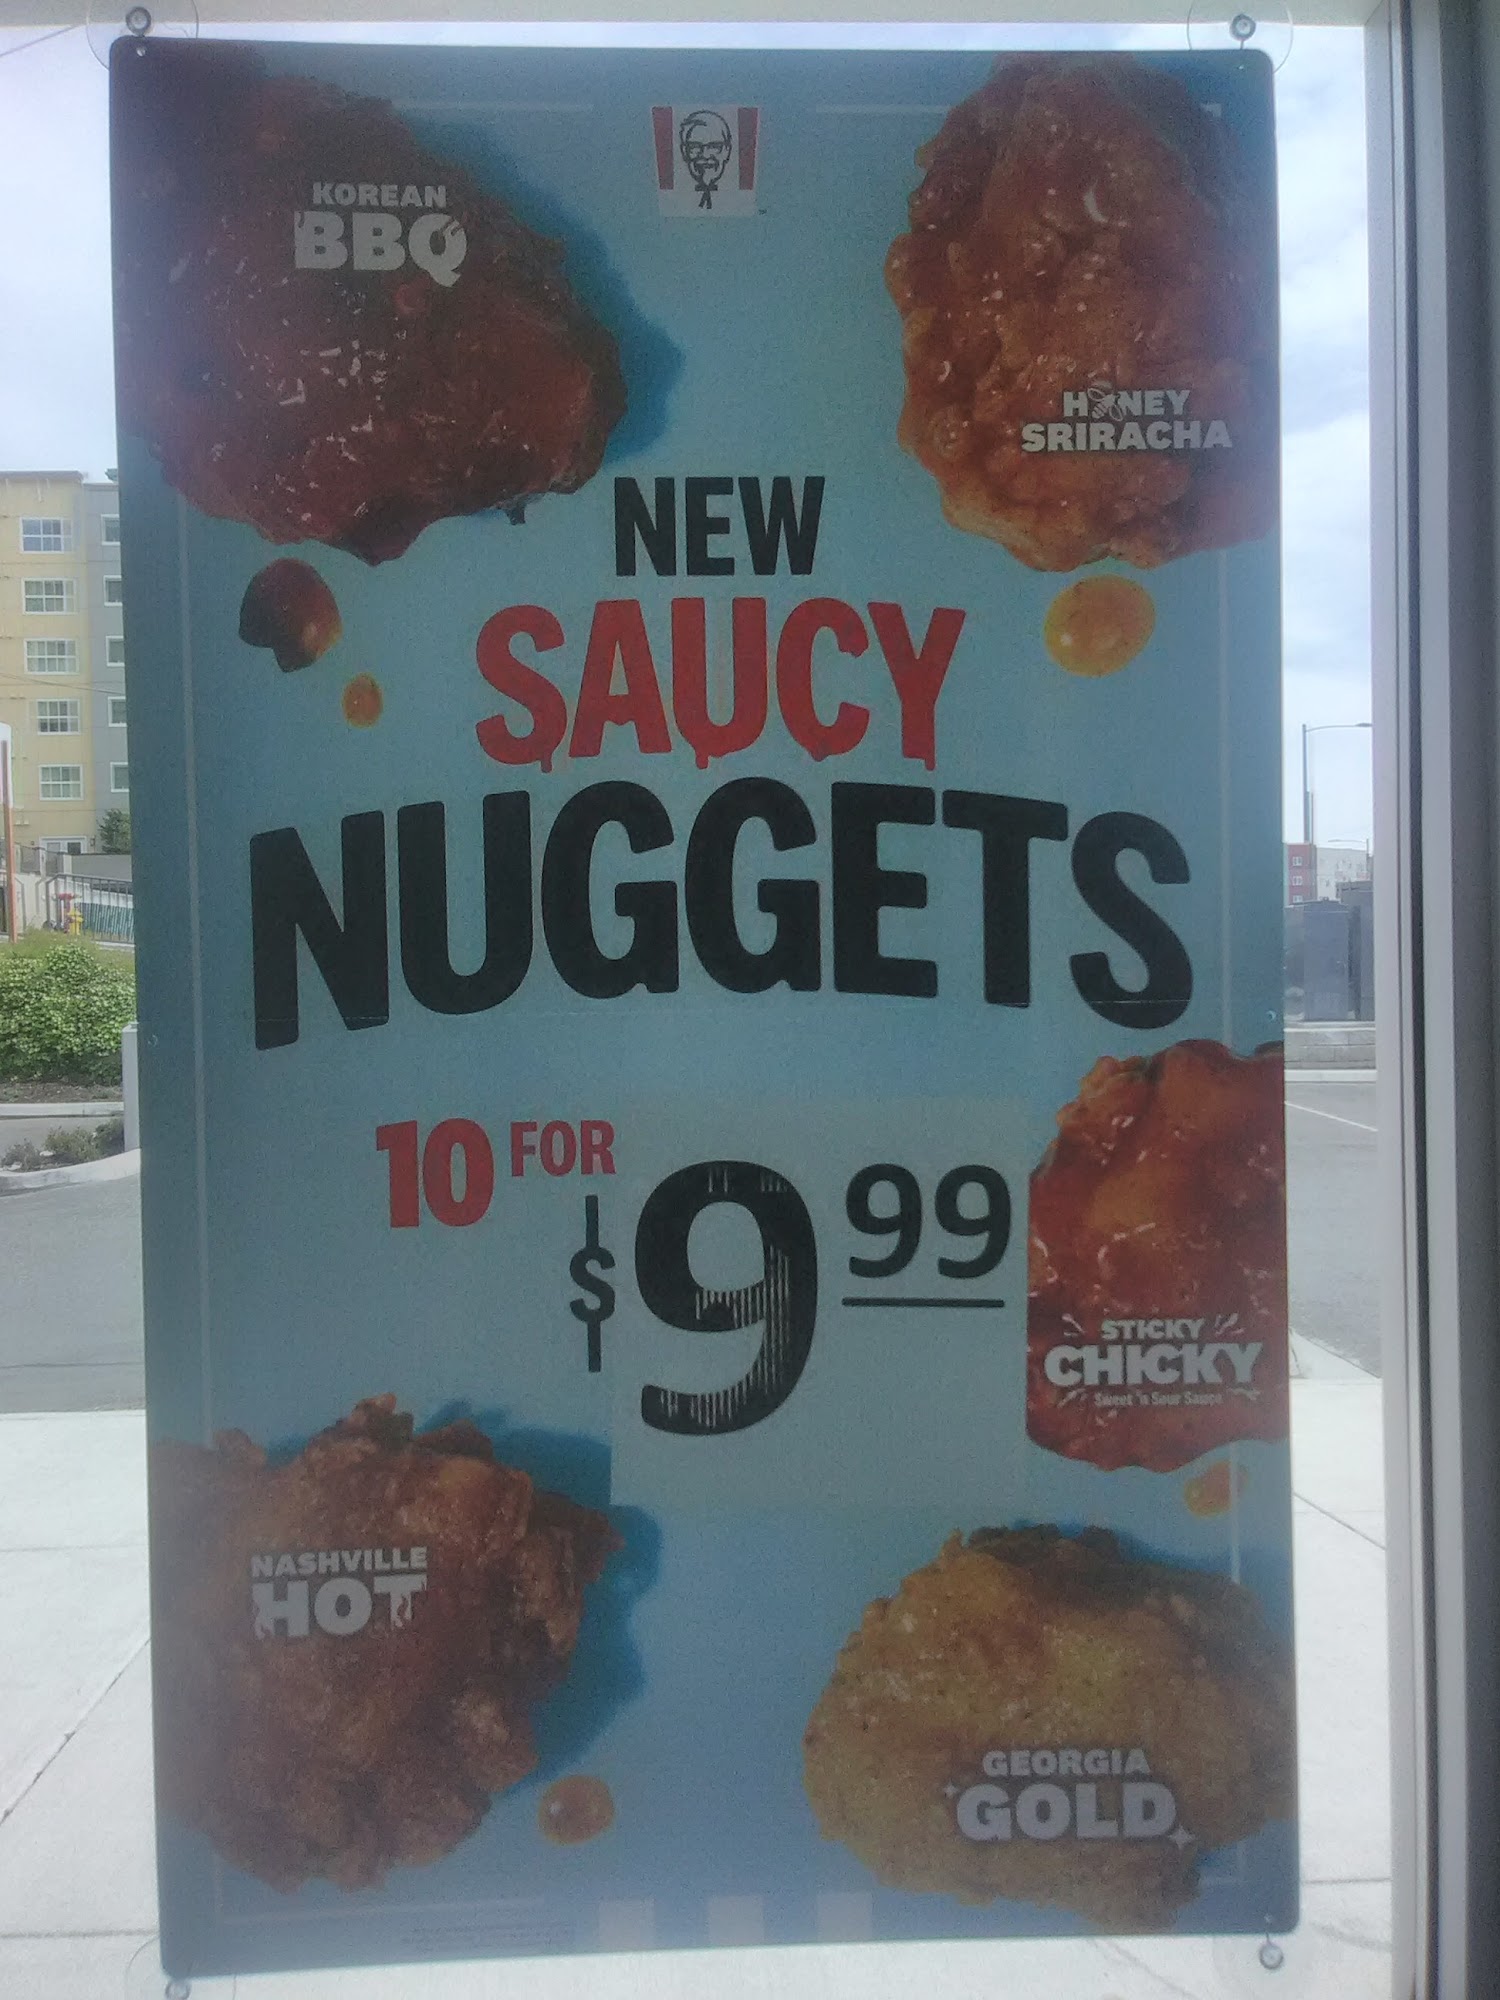 KOREAN
BBQ
HONEY
SRIRACHA
NEW
SAUCY
NUGGETS
10 FOR
$9.99
STICKY
CHICKY
Sweet 'n Sour Sauce
NASHVILLE
HOT
GEORGIA
GOLD